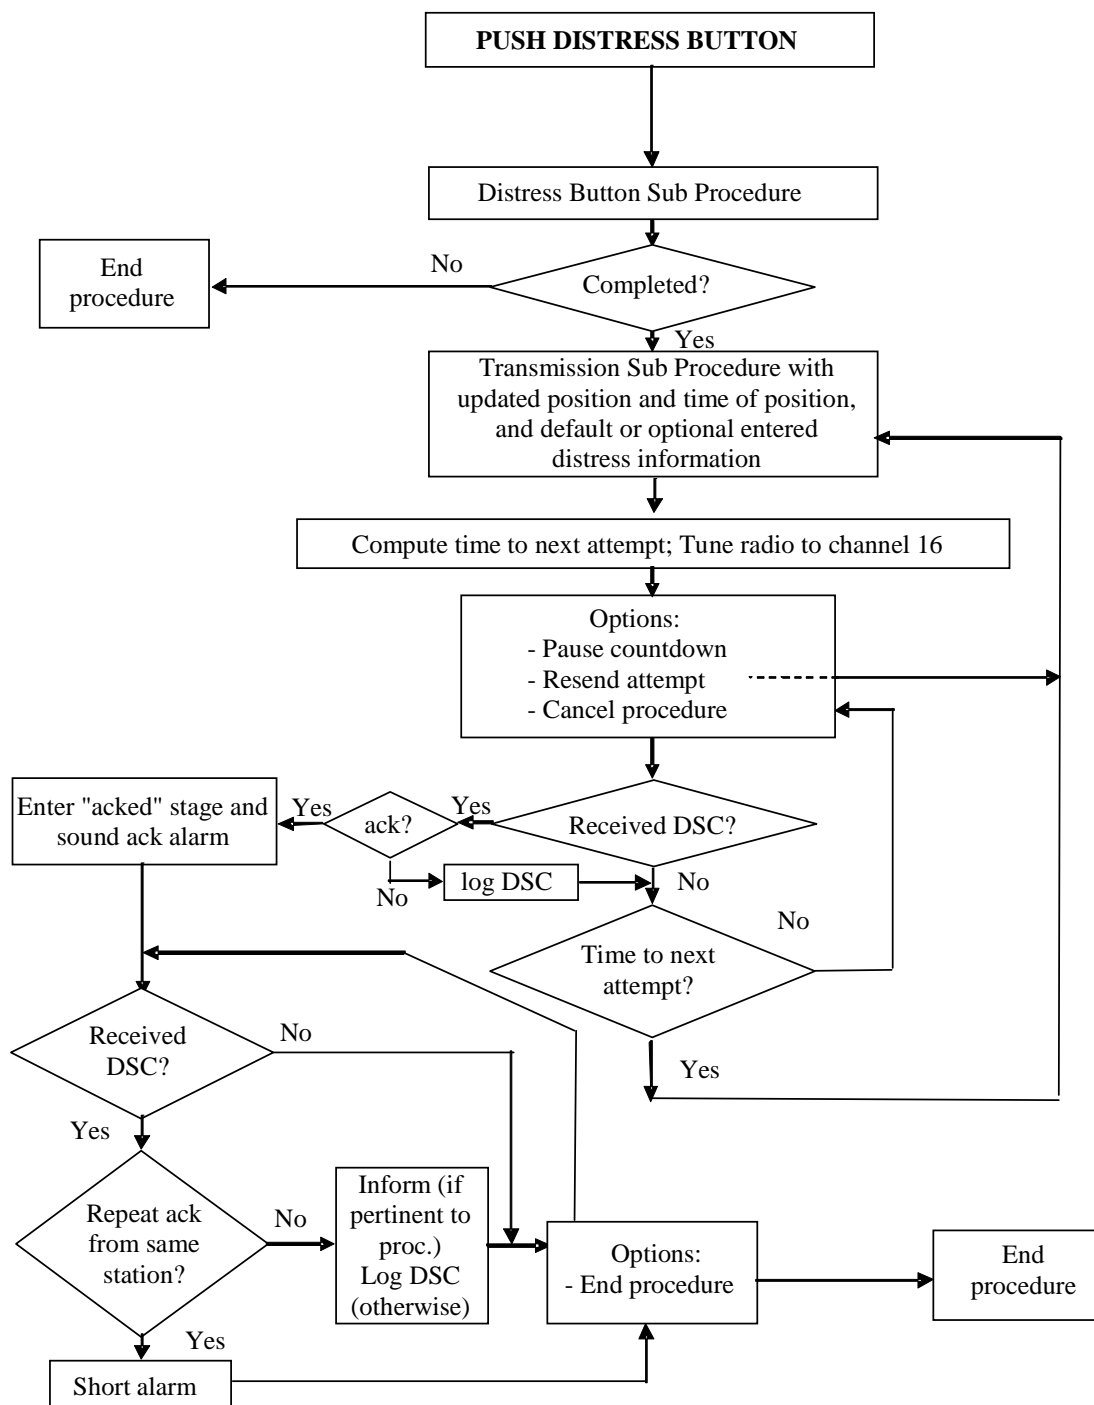 PUSH DISTRESS BUTTON
Distress Button Sub Procedure
End
procedure
No
Completed?
Yes
Transmission Sub Procedure with
updated position and time of position,
and default or optional entered
distress information
Compute time to next attempt; Tune radio to channel 16
Options:
- Pause countdown
- Resend attempt
- Cancel procedure
Enter "acked" stage and
sound ack alarm
Yes
ack?
Yes
Received DSC?
No
log DSC
No
Time to next
attempt?
No
Yes
Received
DSC?
No
Yes
Repeat ack
from same
station?
No
Inform (if
pertinent to
proc.)
Log DSC
(otherwise)
Options:
- End procedure
End
procedure
Yes
Short alarm